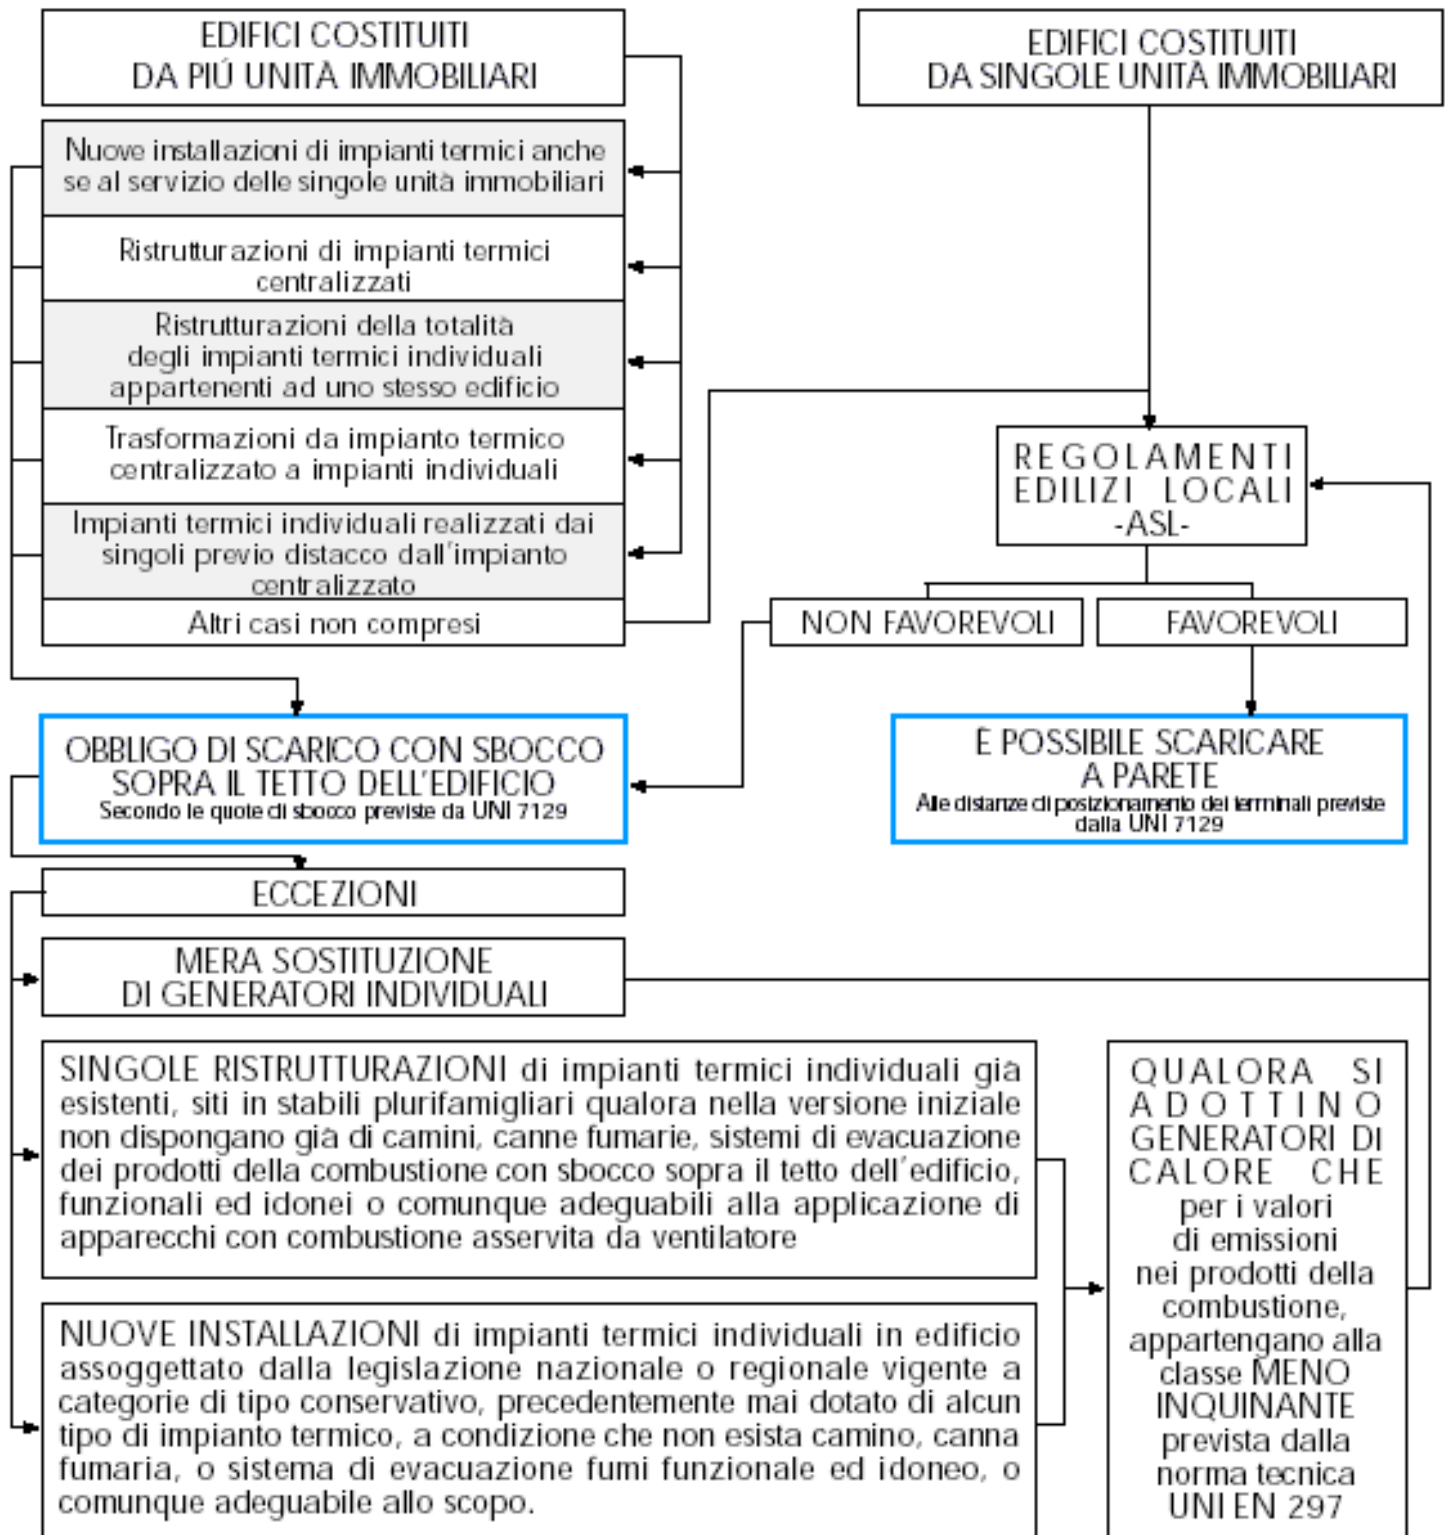 EDIFICI COSTITUITI
DA PIÚ UNITÀ IMMOBILIARI
EDIFICI COSTITUITI
DA SINGOLE UNITÀ IMMOBILIARI
Nuove installazioni di impianti termici anche
se al servizio delle singole unità immobiliari
Ristrutturazioni di impianti termici
centralizzati
Ristrutturazioni della totalità
degli impianti termici individuali
appartenenti ad uno stesso edificio
Trasformazioni da impianto termico
centralizzato a impianti individuali
Impianti termici individuali realizzati dai
singoli previo distacco dall'impianto
centralizzato
Altri casi non compresi
REGOLAMENTI
EDILIZI LOCALI
-ASL-
NON FAVOREVOLI
FAVOREVOLI
OBBLIGO DI SCARICO CON SBOCCO
SOPRA IL TETTO DELL'EDIFICIO
Secondo le quote di sbocco previste da UNI 7129
È POSSIBILE SCARICARE
A PARETE
Alle distanze di posizionamento dei terminali previste
dalla UNI 7129
ECCEZIONI
MERA SOSTITUZIONE
DI GENERATORI INDIVIDUALI
SINGOLE RISTRUTTURAZIONI di impianti termici individuali già
esistenti, siti in stabili plurifamigliari qualora nella versione iniziale
non dispongano già di camini, canne fumarie, sistemi di evacuazione
dei prodotti della combustione con sbocco sopra il tetto dell'edificio,
funzionali ed idonei o comunque adeguabili alla applicazione di
apparecchi con combustione asservita da ventilatore
NUOVE INSTALLAZIONI di impianti termici individuali in edificio
assoggettato dalla legislazione nazionale o regionale vigente a
categorie di tipo conservativo, precedentemente mai dotato di alcun
tipo di impianto termico, a condizione che non esista camino, canna
fumaria, o sistema di evacuazione fumi funzionale ed idoneo, o
comunque adeguabile allo scopo.
QUALORA SI
ADOTTINO
GENERATORI DI
CALORE CHE
per i valori
di emissioni
nei prodotti della
combustione,
appartengano alla
classe MENO
INQUINANTE
prevista dalla
norma tecnica
UNI EN 297